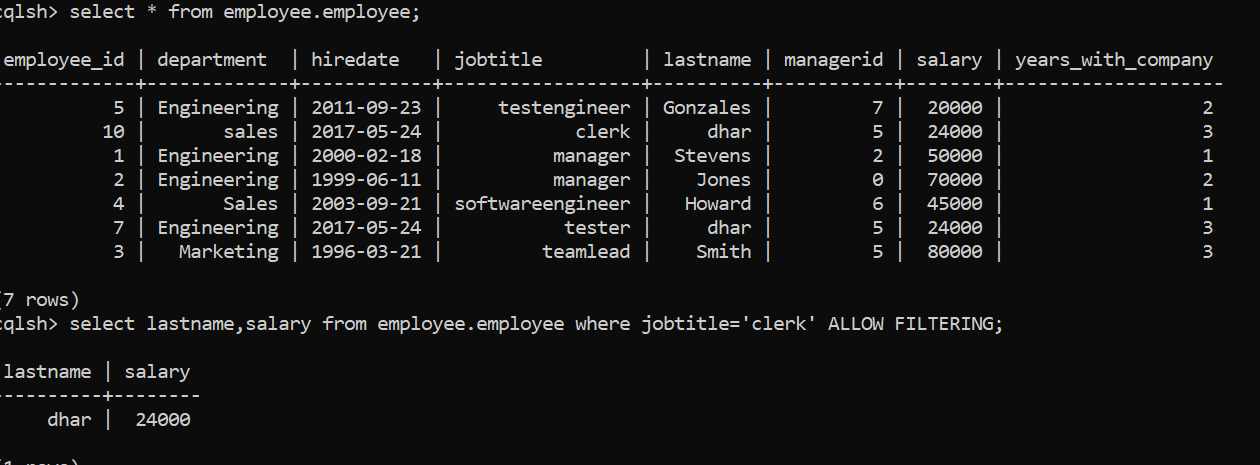 cqlsh> select * from employee.employee;
employee_id | department  | hiredate   | jobtitle         | lastname | managerid | salary | years_with_company
------------+-------------+------------+------------------+----------+-----------+--------+--------------------
          5 | Engineering | 2011-09-23 |     testengineer | Gonzales |         7 |  20000 |                  2
         10 |       sales | 2017-05-24 |            clerk |     dhar |         5 |  24000 |                  3
          1 | Engineering | 2000-02-18 |          manager |  Stevens |         2 |  50000 |                  1
          2 | Engineering | 1999-06-11 |          manager |    Jones |         0 |  70000 |                  2
          4 |       Sales | 2003-09-21 | softwareengineer |   Howard |         6 |  45000 |                  1
          7 | Engineering | 2017-05-24 |           tester |     dhar |         5 |  24000 |                  3
          3 |   Marketing | 1996-03-21 |         teamlead |    Smith |         5 |  80000 |                  3
(7 rows)
cqlsh> select lastname,salary from employee.employee where jobtitle='clerk' ALLOW FILTERING;
lastname | salary
---------+--------
    dhar |  24000
(1 rows)